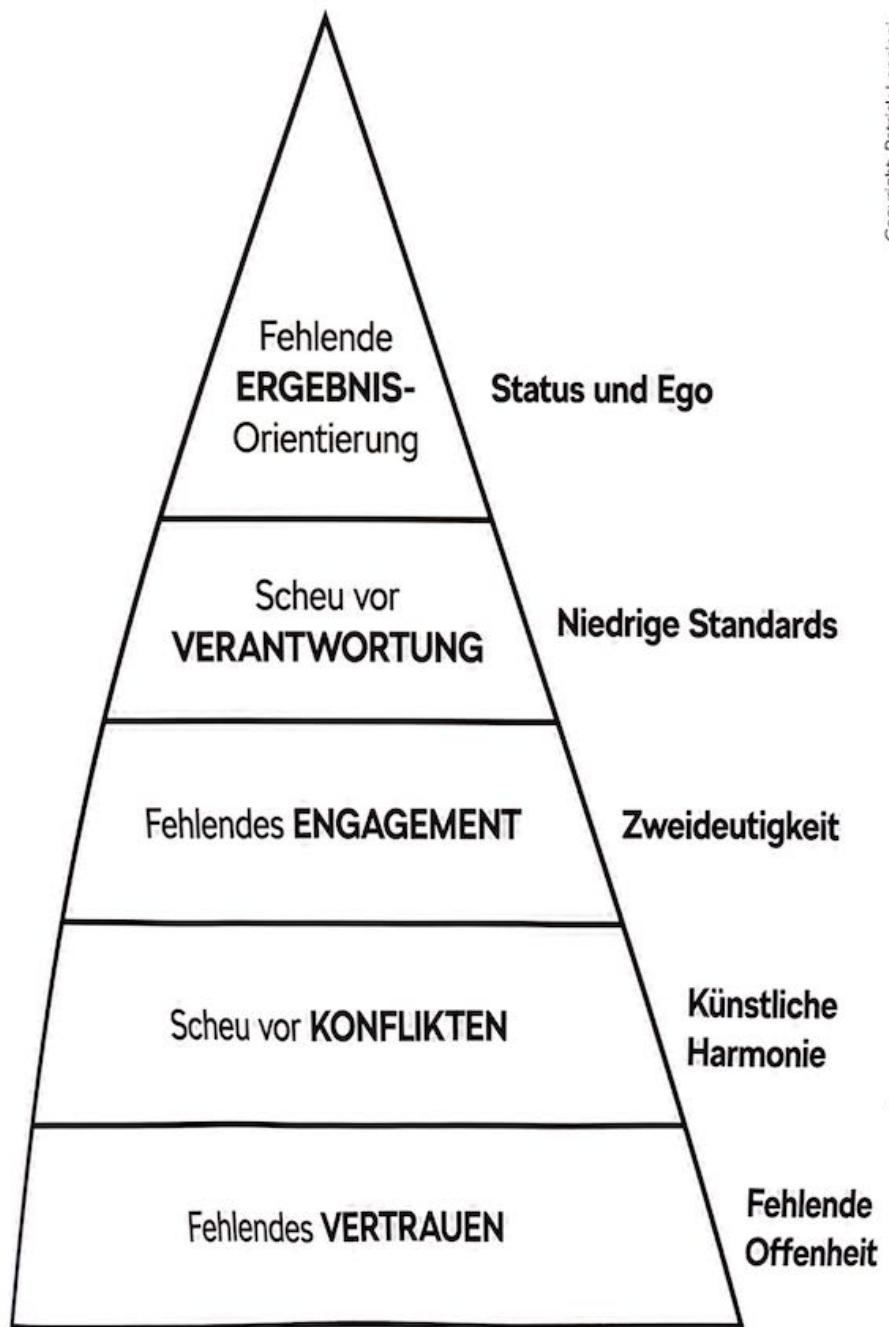 Fehlende
ERGEBNIS-
Orientierung
Status und Ego
Scheu vor
VERANTWORTUNG
Niedrige Standards
Fehlendes ENGAGEMENT
Zweideutigkeit
Scheu vor KONFLIKTEN
Künstliche
Harmonie
Fehlendes VERTRAUEN
Fehlende
Offenheit